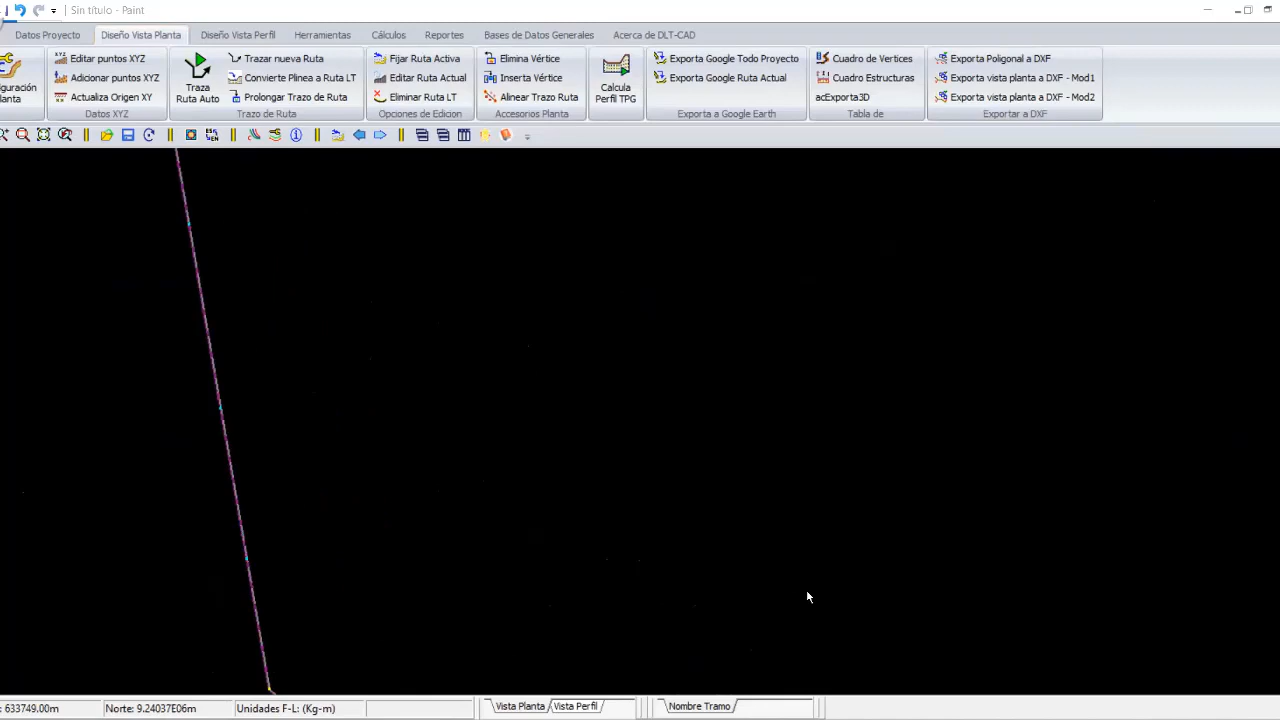 Sin título - Paint
Datos Proyecto Diseño Vista Planta Diseño Vista Perfil Herramientas Cálculos Reportes Bases de Datos Generales Acerca de DLT-CAD
Editar puntos XYZ Trazar nueva Ruta Fijar Ruta Activa Elimina Vértice Exporta Google Todo Proyecto Cuadro de Vertices Exporta Poligonal a DXF
Adicionar puntos XYZ Convierte Plinea a Ruta LT Editar Ruta Actual Inserta Vértice Exporta Google Ruta Actual Cuadro Estructuras Exporta vista planta a DXF - Mod1
Traza
Ruta Auto
Calcula
Perfil TPG
Actualiza Origen XY Prolongar Trazo de Ruta Eliminar Ruta LT Alinear Trazo Ruta acExporta3D Exporta vista planta a DXF - Mod2
Datos XYZ Trazo de Ruta Opciones de Edicion Accesorios Planta Exporta a Google Earth Tabla de Exportar a DXF
: 633749.00m Norte: 9.24037E06m Unidades F-L: (Kg-m) Vista Planta Vista Perfil Nombre Tramo